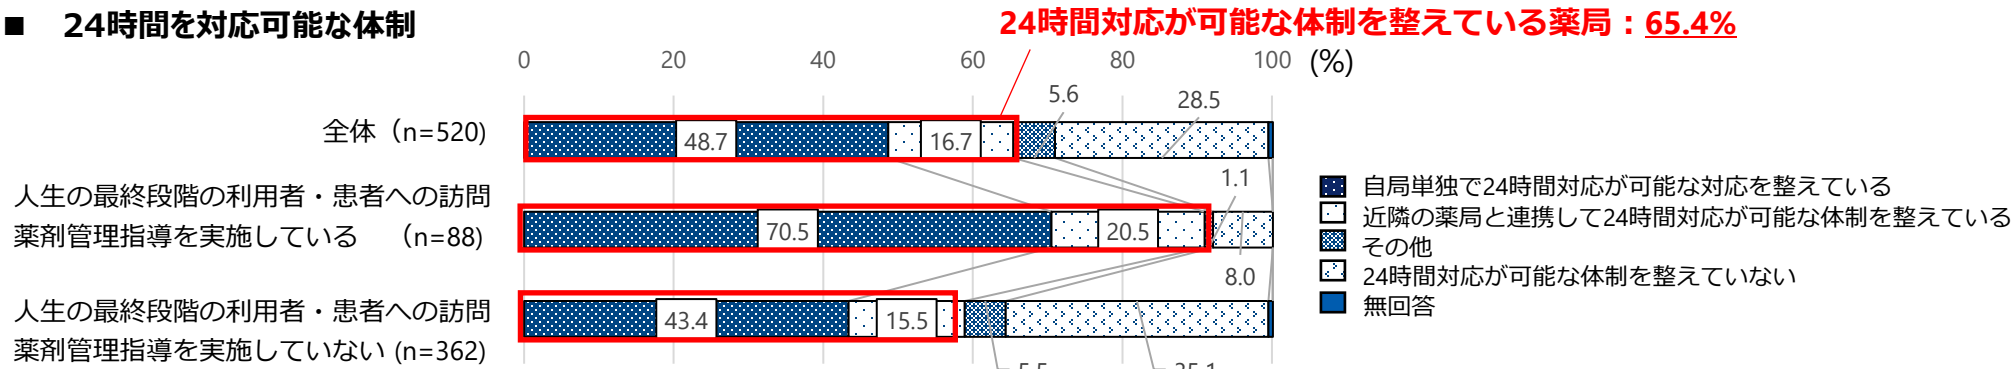 ■ 24時間を対応可能な体制
24時間対応が可能な体制を整えている薬局：65.4%
0 20 40 60 80 100 (%)
5.6 28.5
全体（n=520)
48.7 16.7
1.1
人生の最終段階の利用者・患者への訪問
薬剤管理指導を実施している （n=88)
70.5 20.5
8.0
人生の最終段階の利用者・患者への訪問
薬剤管理指導を実施していない (n=362)
43.4 15.5
5.5 35.1
自局単独で24時間対応が可能な対応を整えている
近隣の薬局と連携して24時間対応が可能な体制を整えている
その他
24時間対応が可能な体制を整えていない
無回答